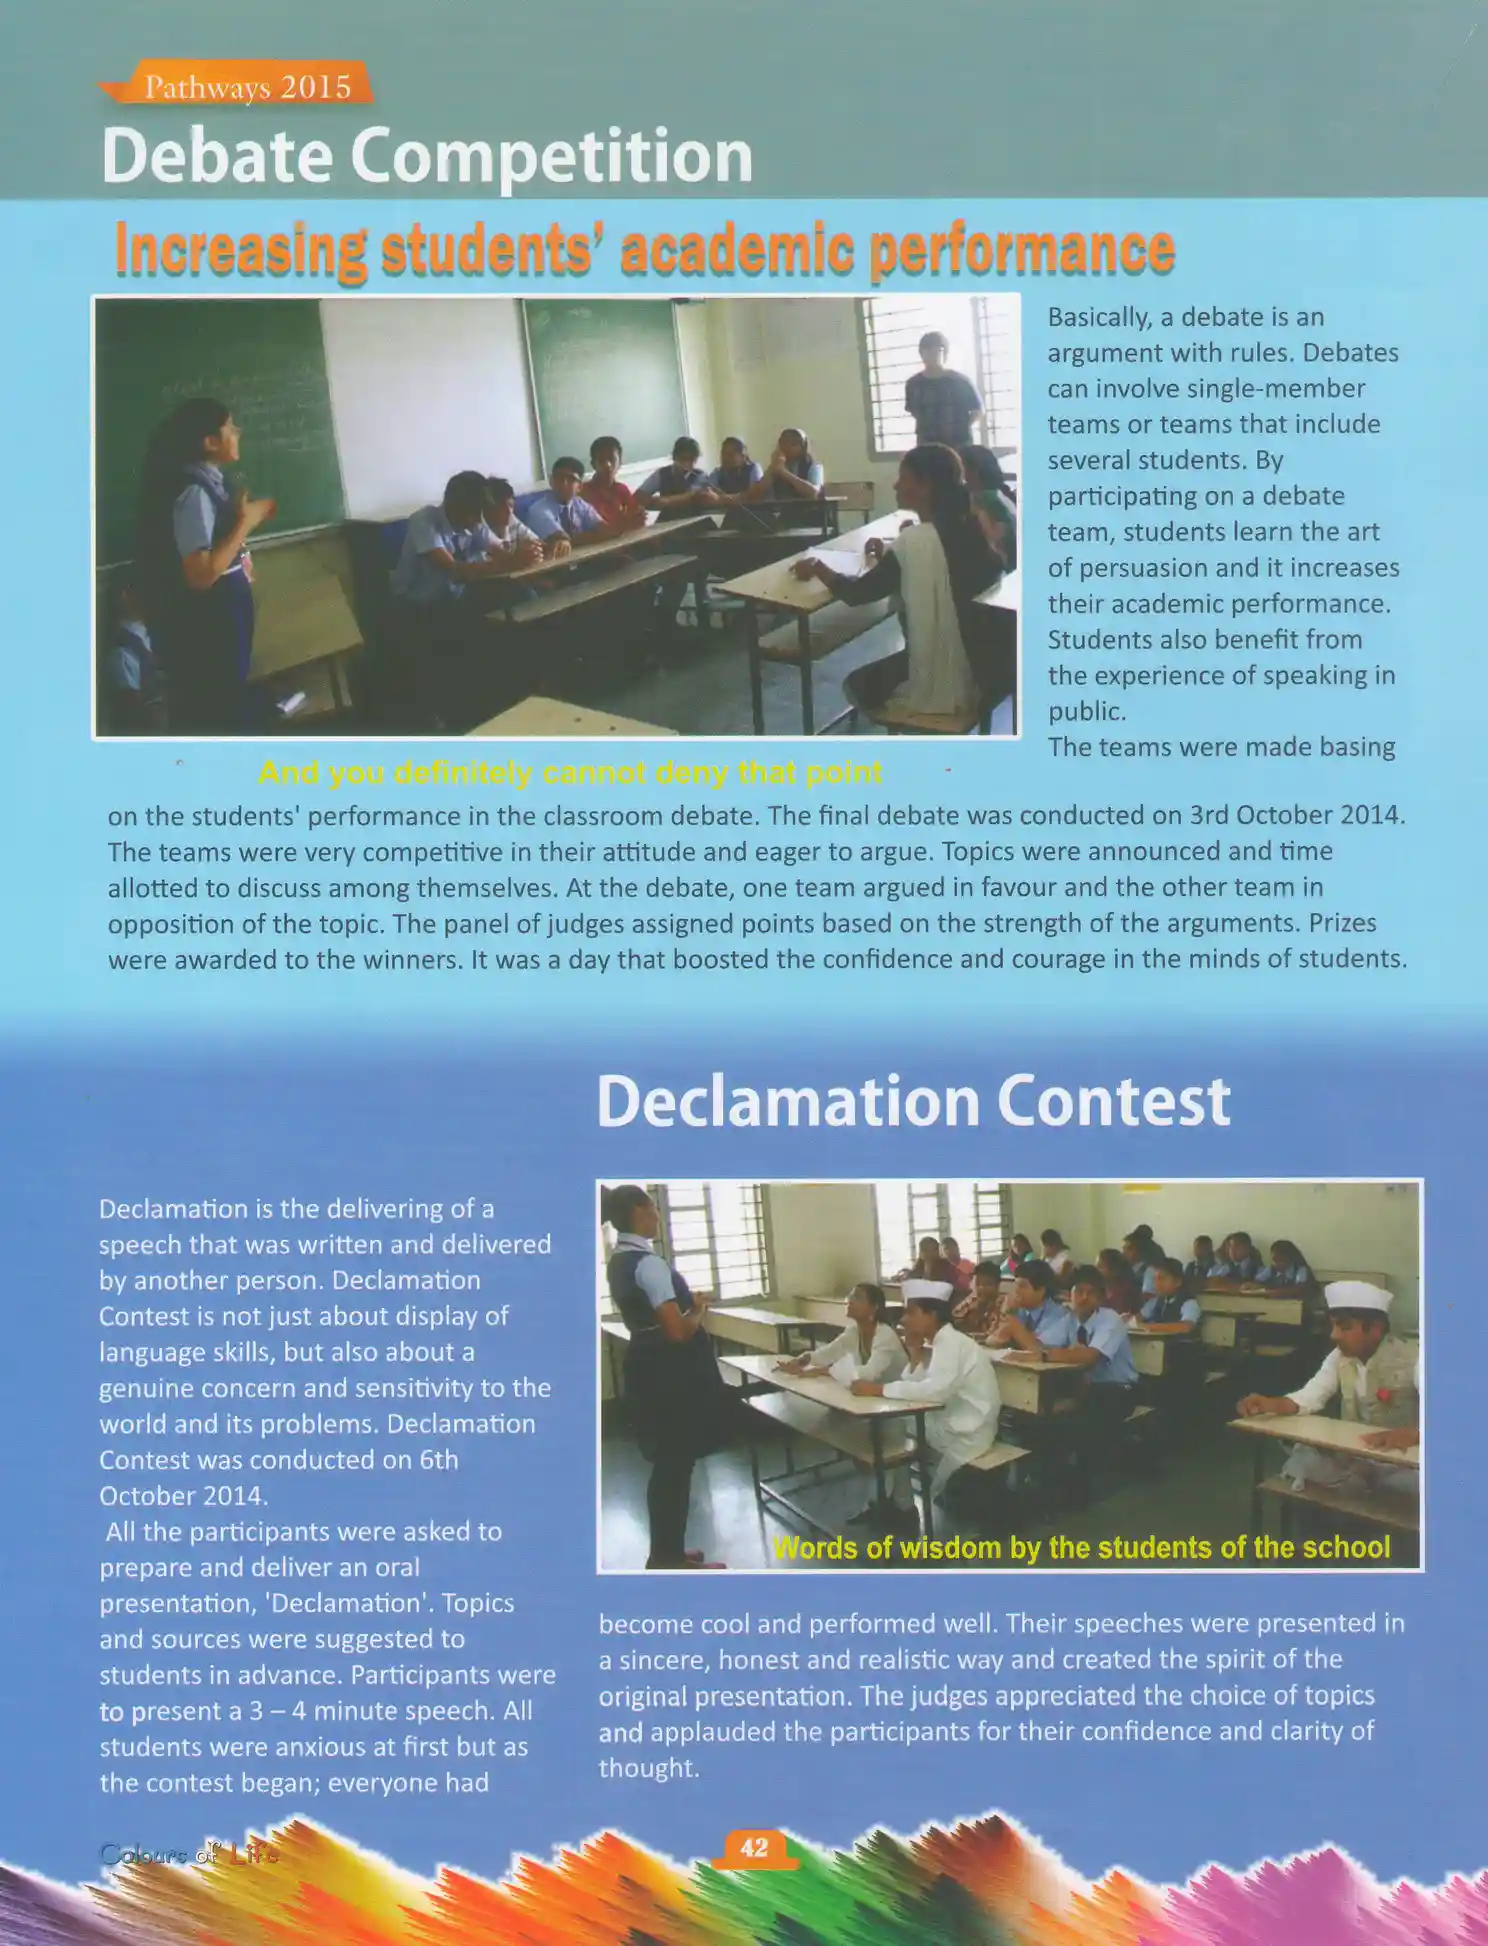 Pathways 2015
Debate Competition
Increasing students' academic performance
Basically, a debate is an
argument with rules. Debates
can involve single-member
teams or teams that include
several students. By
participating on a debate
team, students learn the art
of persuasion and it increases
their academic performance.
Students also benefit from
the experience of speaking in
public.
The teams were made basing
And you definitely cannot deny that point
on the students' performance in the classroom debate. The final debate was conducted on 3rd October 2014.
The teams were very competitive in their attitude and eager to argue. Topics were announced and time
allotted to discuss among themselves. At the debate, one team argued in favour and the other team in
opposition of the topic. The panel of judges assigned points based on the strength of the arguments. Prizes
were awarded to the winners. It was a day that boosted the confidence and courage in the minds of students.
Declamation Contest
Declamation is the delivering of a
speech that was written and delivered
by another person. Declamation
Contest is not just about display of
language skills, but also about a
genuine concern and sensitivity to the
world and its problems. Declamation
Contest was conducted on 6th
October 2014.
All the participants were asked to
prepare and deliver an oral
presentation, 'Declamation'. Topics
and sources were suggested to
students in advance. Participants were
to present a 3 – 4 minute speech. All
students were anxious at first but as
the contest began; everyone had
Words of wisdom by the students of the school
become cool and performed well. Their speeches were presented in
a sincere, honest and realistic way and created the spirit of the
original presentation. The judges appreciated the choice of topics
and applauded the participants for their confidence and clarity of
thought.
Colours of Life
42